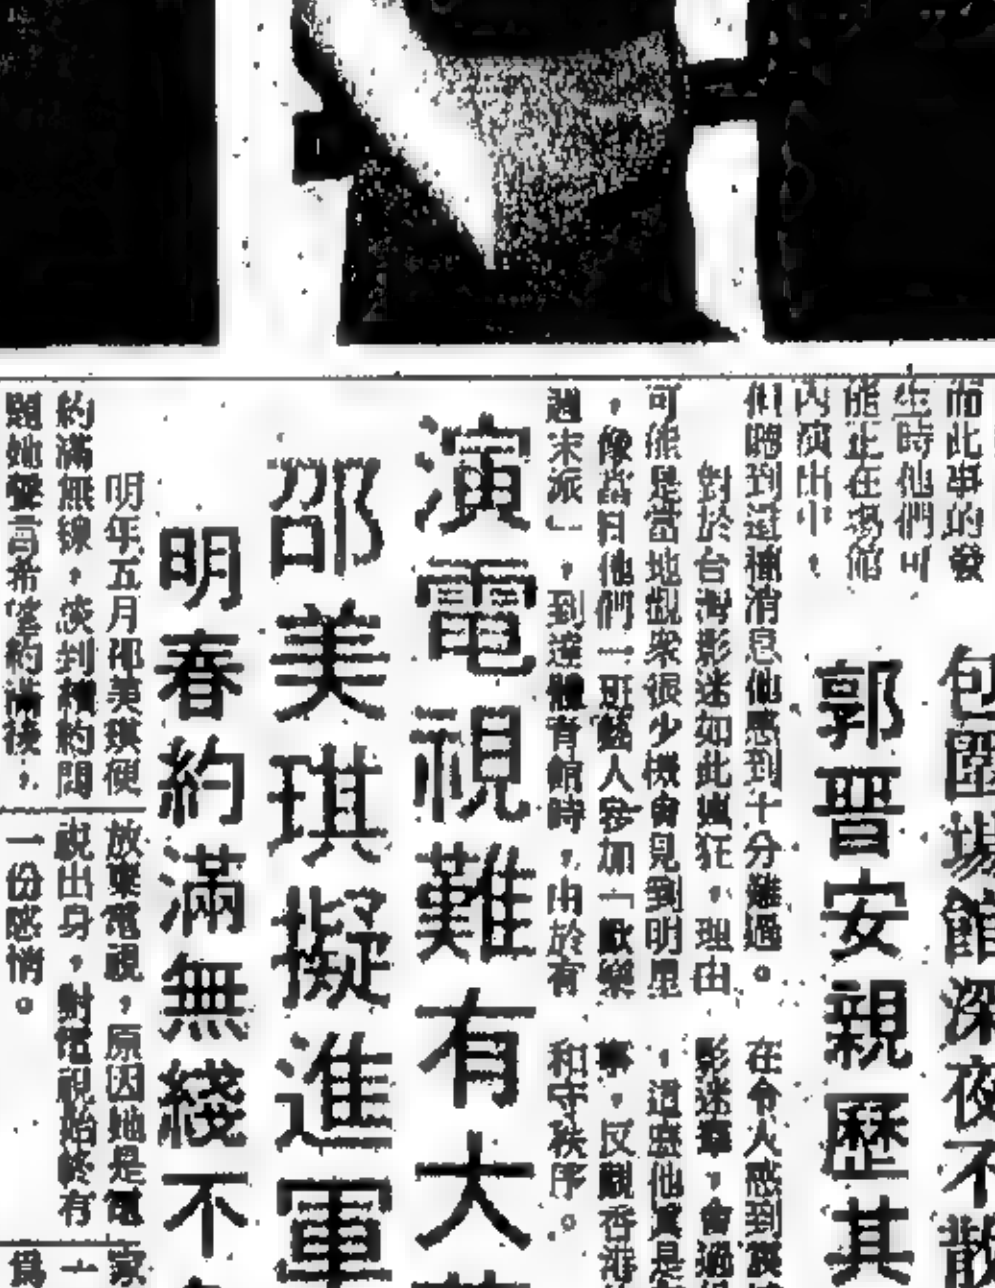 而此事的發
生時他們可
能正在場館
內演出中，
但聽到這種消息他感到十分難過。
對於台灣影迷如此瘋狂，理由
可能是當地觀眾很少機會見到明星
，像當日他們一班藝人參加「歡樂
週末派」，到達體育館時，由於有
包圍場館深夜不散
郭晋安親歷其
在令人感到
影迷
，這些他真是
事，反觀香港
和守秩序。
演電視難有大
邵美琪擬進軍
明春約滿無綫不
明年五月邵美琪便
約滿無線，談判續約問
題她聲言希望約滿後，
放棄電視，原因她是電
視出身，對電視始終有
一份感情。